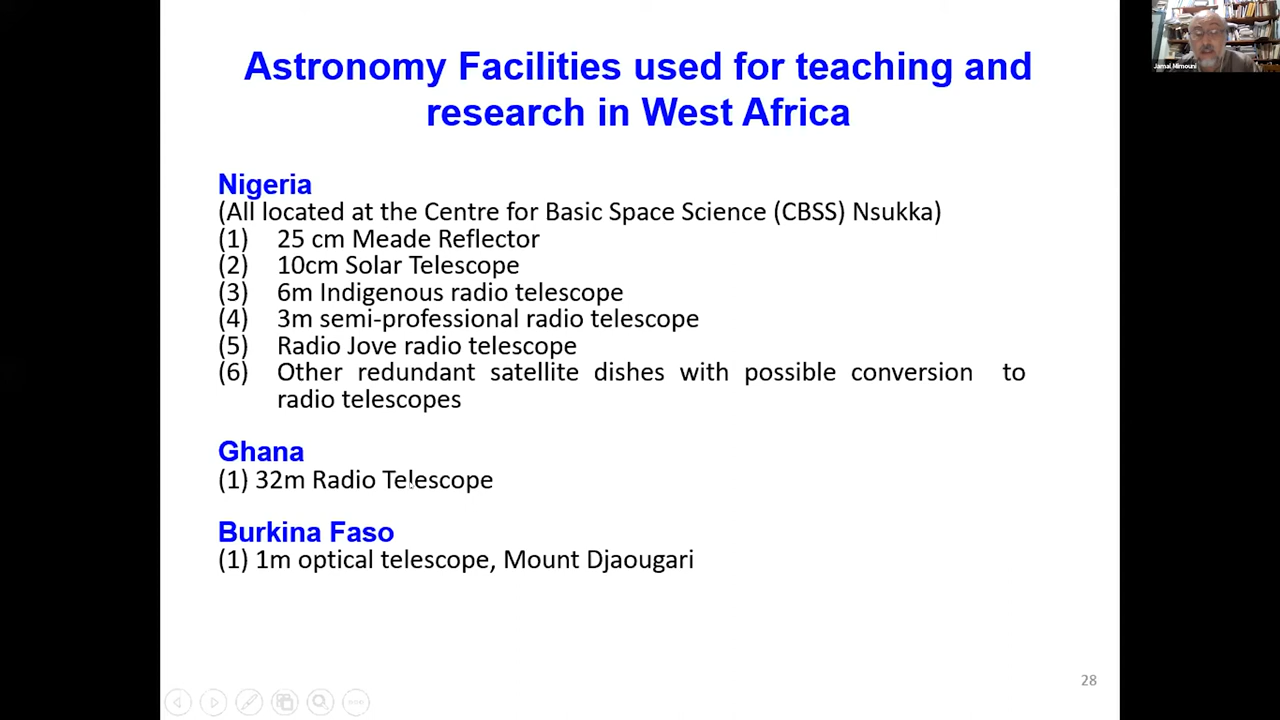 Astronomy Facilities used for teaching and
research in West Africa
Nigeria
(All located at the Centre for Basic Space Science (CBSS) Nsukka)
(1) 25 cm Meade Reflector
(2) 10cm Solar Telescope
(3) 6m Indigenous radio telescope
(4) 3m semi-professional radio telescope
(5) Radio Jove radio telescope
(6) Other redundant satellite dishes with possible conversion to
radio telescopes
Ghana
(1) 32m Radio Telescope
Burkina Faso
(1) 1m optical telescope, Mount Djaougari
28
Jamal Mimouni